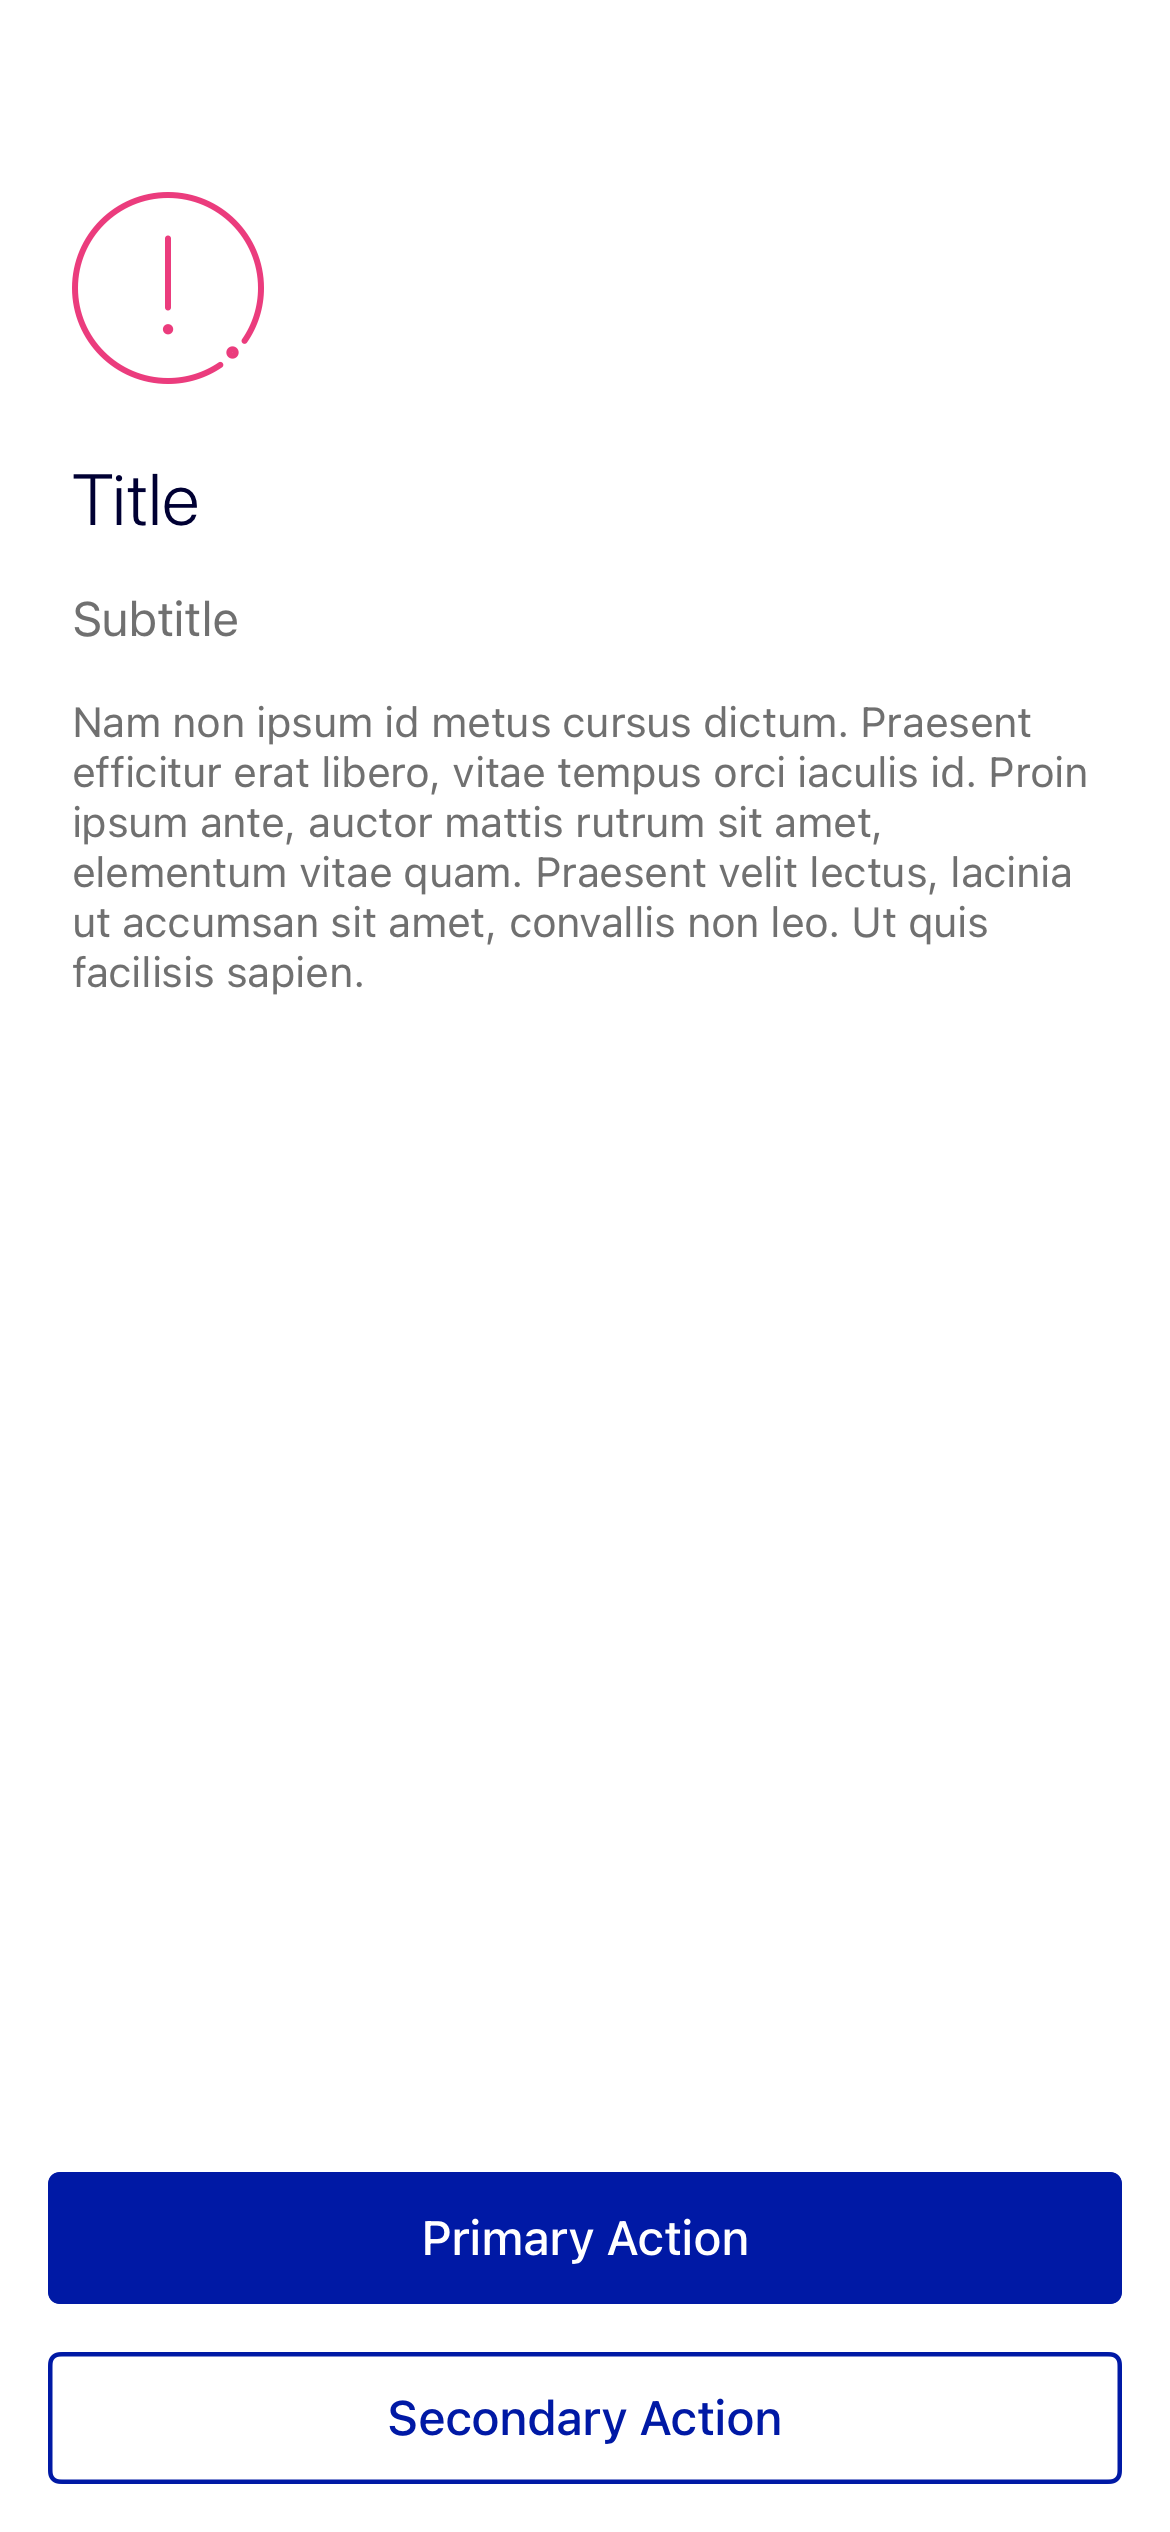 Title
Subtitle
Nam non ipsum id metus cursus dictum. Praesent
efficitur erat libero, vitae tempus orci iaculis id. Proin
ipsum ante, auctor mattis rutrum sit amet,
elementum vitae quam. Praesent velit lectus, lacinia
ut accumsan sit amet, convallis non leo. Ut quis
facilisis sapien.
Primary Action
Secondary Action